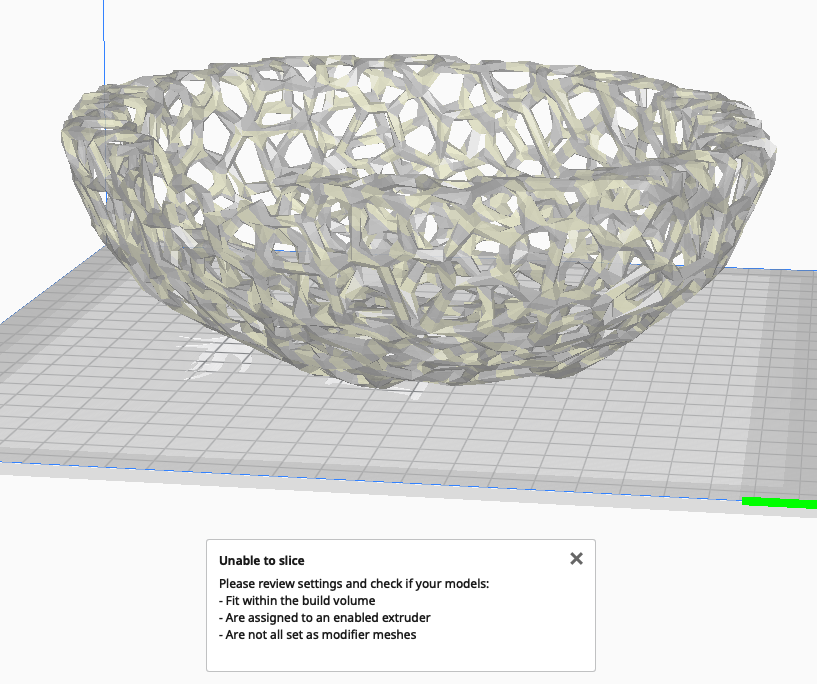 Unable to slice
Please review settings and check if your models:
- Fit within the build volume
- Are assigned to an enabled extruder
- Are not all set as modifier meshes